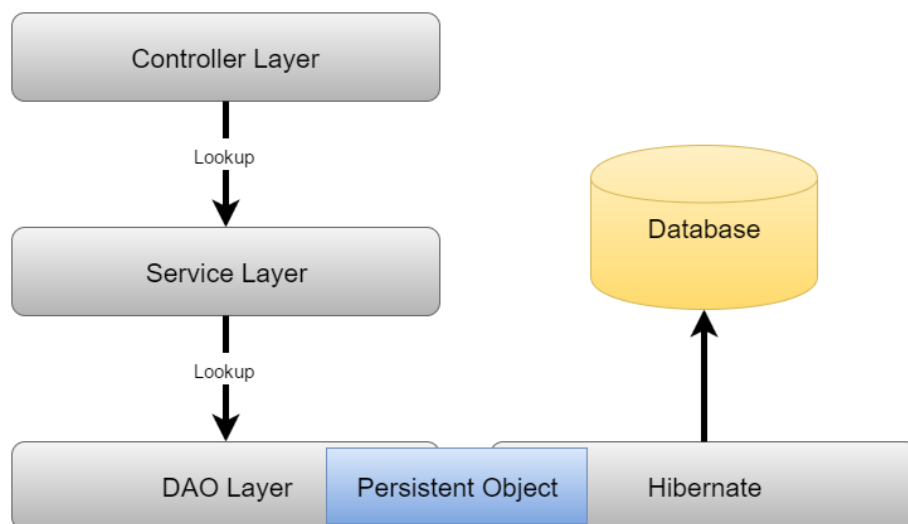 Controller Layer
Lookup
Database
Service Layer
Lookup
DAO Layer
Persistent Object
Hibernate